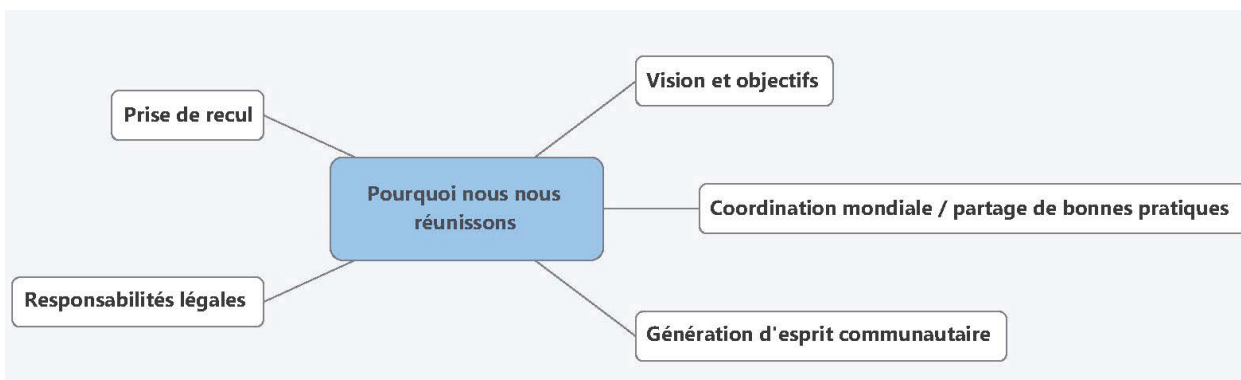 Vision et objectifs
Prise de recul
Pourquoi nous nous
réunissons
Coordination mondiale / partage de bonnes pratiques
Responsabilités légales
Génération d'esprit communautaire